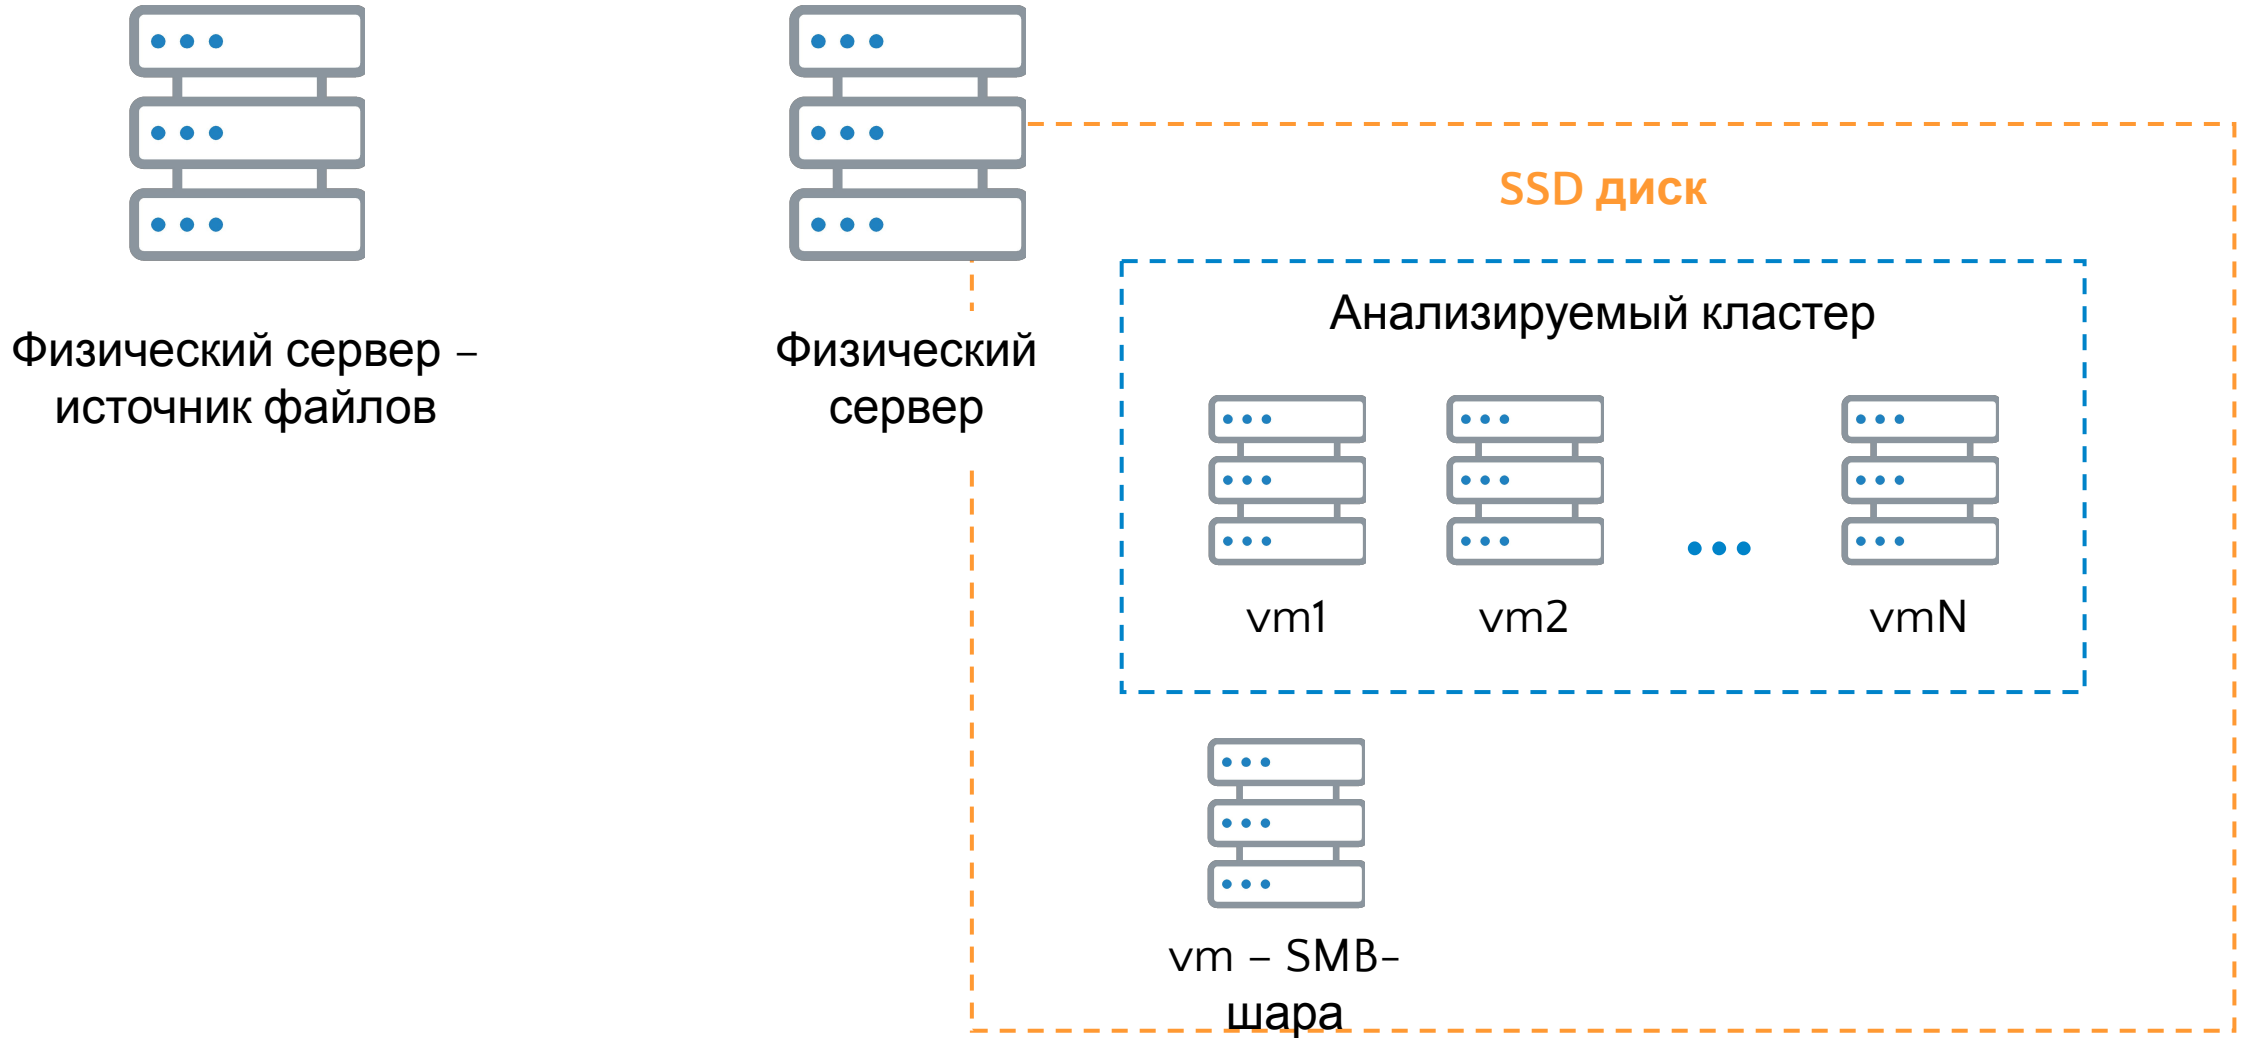 Физический сервер –
источник файлов
Физический
сервер
SSD диск
Анализируемый кластер
vm1
vm2
vmN
vm – SMB-
шара